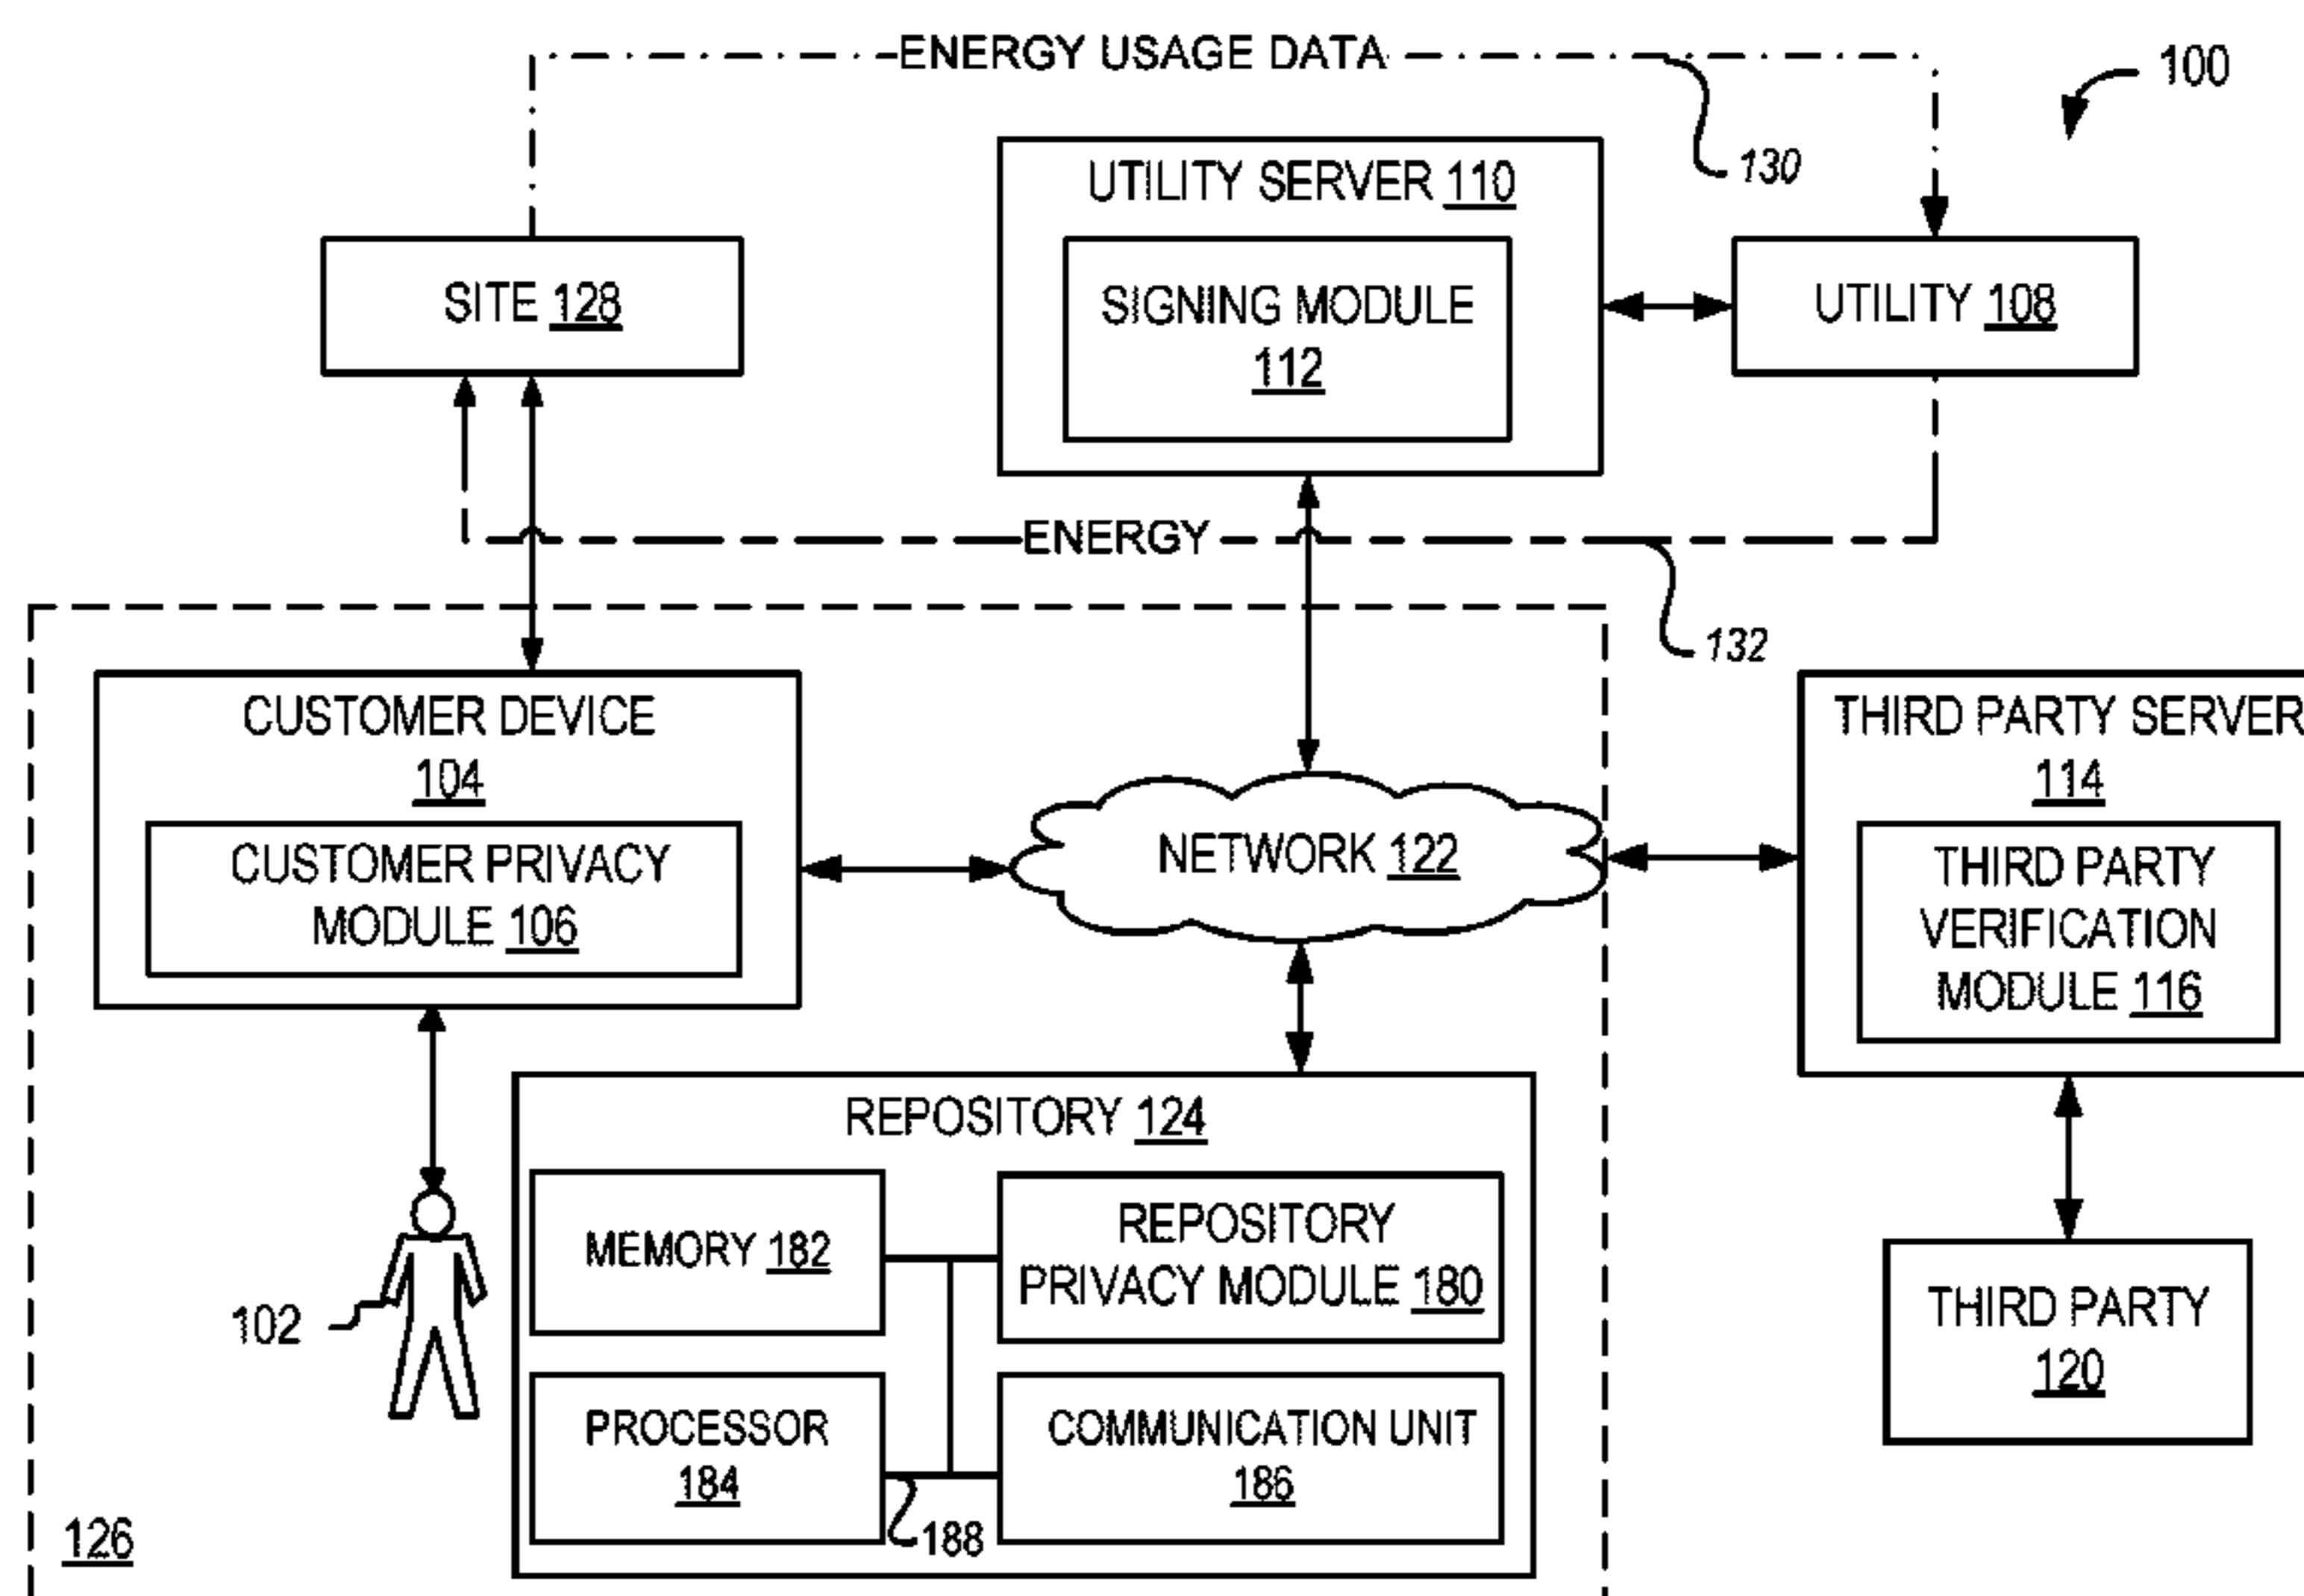 ENERGY USAGE DATA
100
130
UTILITY SERVER 110
SIGNING MODULE
112
SITE 128
UTILITY 108
ENERGY
132
CUSTOMER DEVICE
104
CUSTOMER PRIVACY
MODULE 106
NETWORK 122
THIRD PARTY SERVER
114
THIRD PARTY
VERIFICATION
MODULE 116
REPOSITORY 124
MEMORY 182
REPOSITORY
PRIVACY MODULE 180
102
THIRD PARTY
120
PROCESSOR
184
COMMUNICATION UNIT
186
188
126